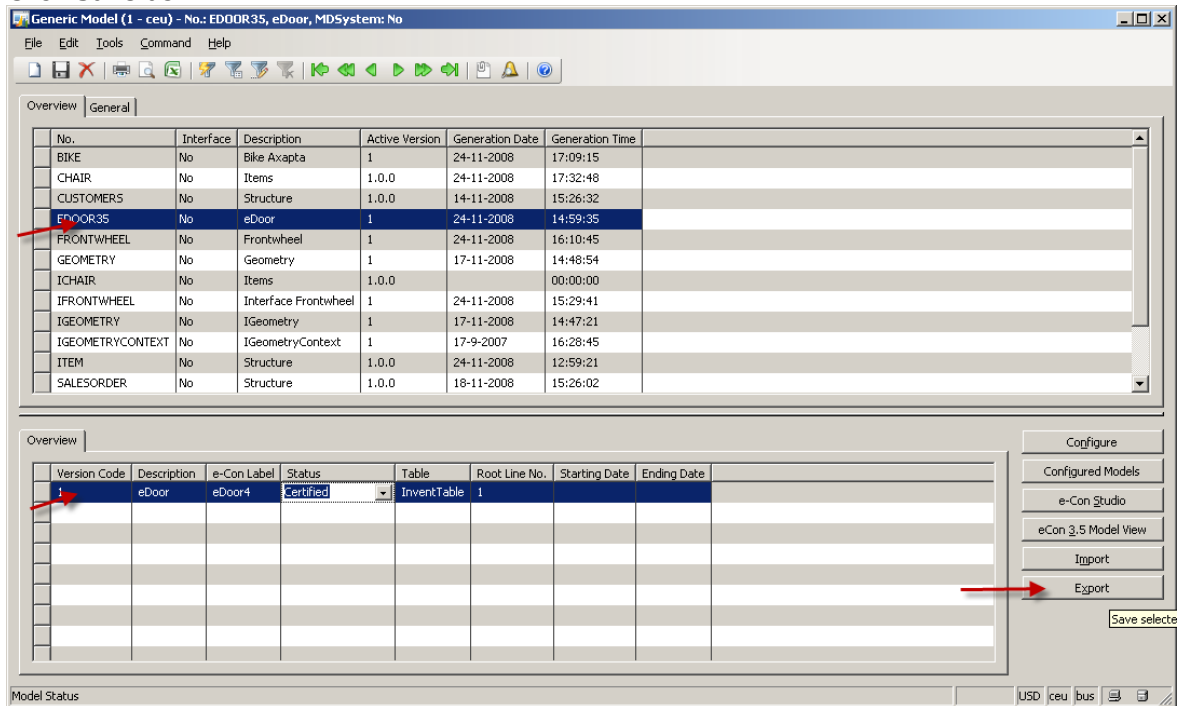 Generic Model (1 - ceu) - No.: EDOOR35, eDoor, MDSystem: No
File Edit Tools Command Help
Overview General
No. Interface Description Active Version Generation Date Generation Time
BIKE No Bike Axapta 1 24-11-2008 17:09:15
CHAIR No Items 1.0.0 24-11-2008 17:32:48
CUSTOMERS No Structure 1.0.0 14-11-2008 15:26:32
EDOOR35 No eDoor 1 24-11-2008 14:59:35
FRONTWHEEL No Frontwheel 1 24-11-2008 16:10:45
GEOMETRY No Geometry 1 17-11-2008 14:48:54
ICHAIR No Items 1.0.0 00:00:00
IFRONTWHEEL No Interface Frontwheel 1 24-11-2008 15:29:41
IGEOMETRY No IGeometry 1 17-11-2008 14:47:21
IGEOMETRYCONTEXT No IGeometryContext 1 17-9-2007 16:28:45
ITEM No Structure 1.0.0 24-11-2008 12:59:21
SALESORDER No Structure 1.0.0 18-11-2008 15:26:02
Overview
Version Code Description e-Con Label Status Table Root Line No. Starting Date Ending Date
1 eDoor eDoor4 Certified InventTable 1
Configure
Configured Models
e-Con Studio
eCon 3.5 Model View
Import
Export
Save selecte
Model Status USD ceu bus